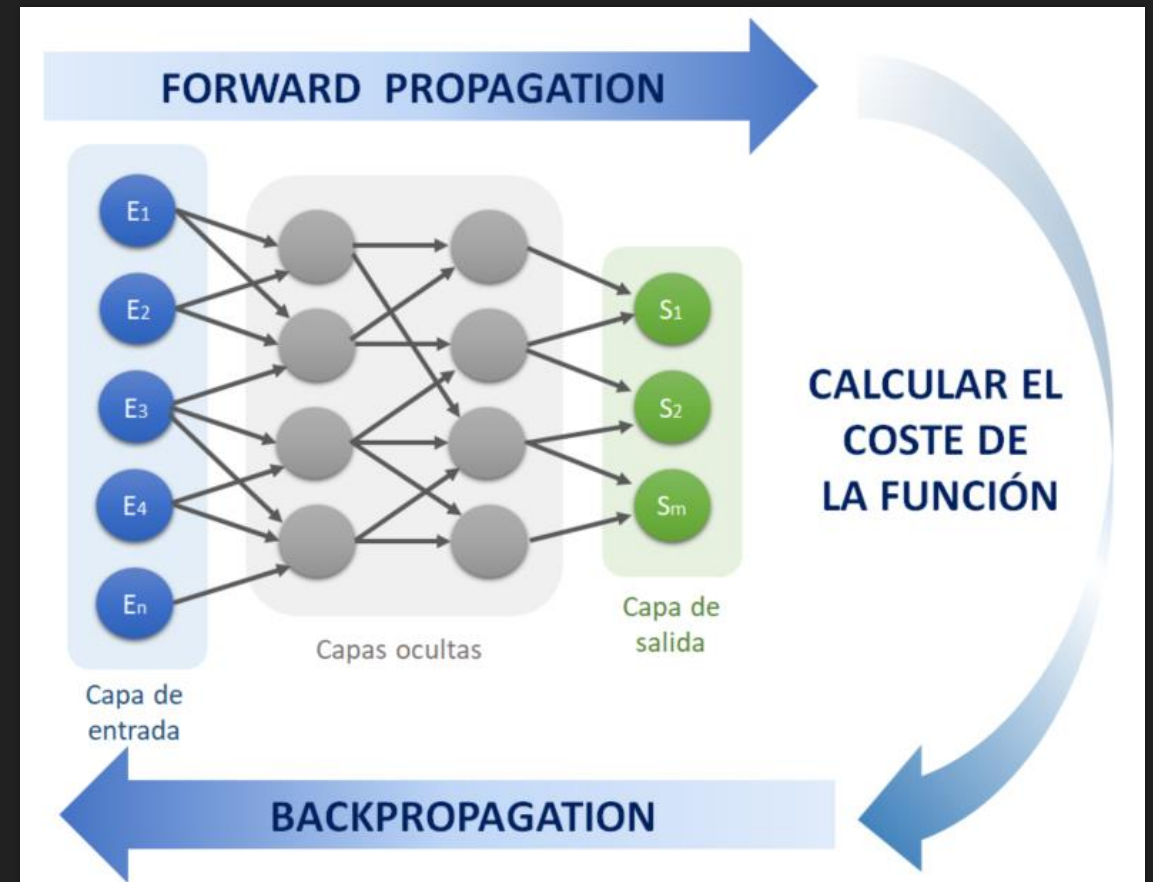 FORWARD PROPAGATION
E1
E2
E3
E4
En
S1
S2
Sm
Capas ocultas
Capa de
entrada
Capa de
salida
CALCULAR EL
COSTE DE
LA FUNCIÓN
BACKPROPAGATION